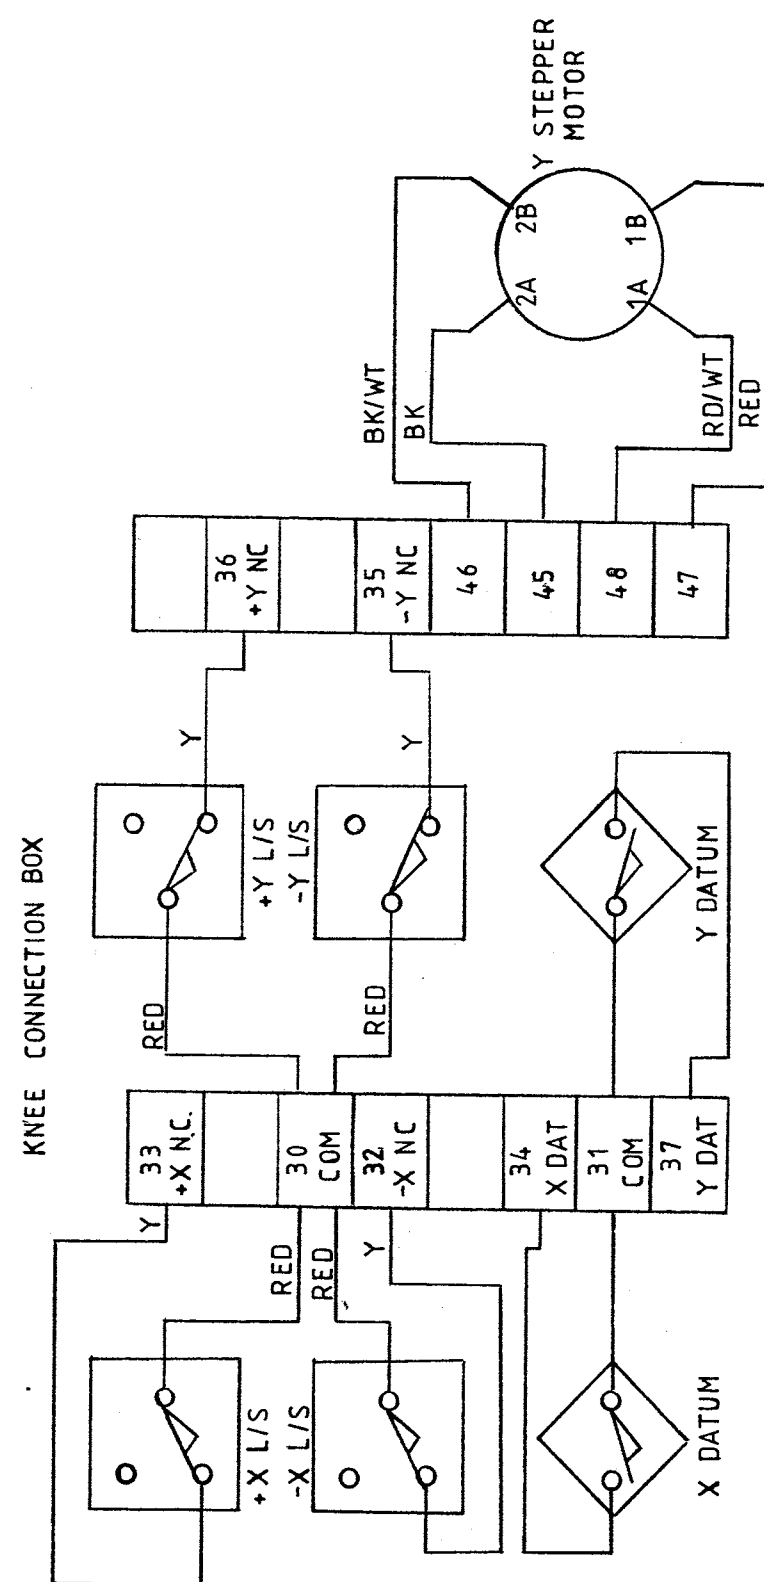 KNEE CONNECTION BOX
Y STEPPER
MOTOR
2B
2A
1B
1A
BK/WT
BK
RD/WT
RED
36
+Y NC
35
-Y NC
46
45
48
47
Y
Y
+Y L/S
-Y L/S
Y DATUM
RED
RED
33
+X N.C.
30
COM
32
-X NC
34
X DAT
31
COM
37
Y DAT
Y
RED
RED
Y
+X L/S
-X L/S
X DATUM